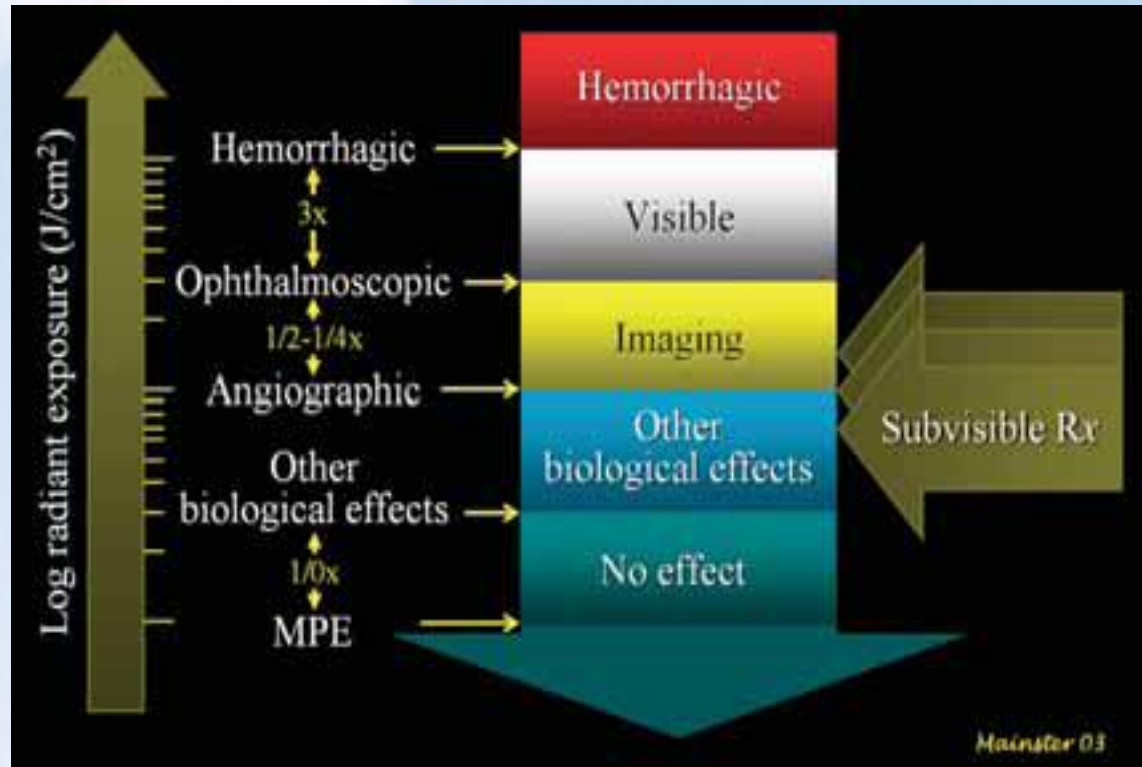 Log radiant exposure (J/cm²)
Hemorrhagic
3x
Ophthalmoscopic
1/2-1/4x
Angiographic
Other
biological effects
1/0x
MPE
Hemorrhagic
Visible
Imaging
Other
biological effects
No effect
Subvisible Rx
Mainster 03